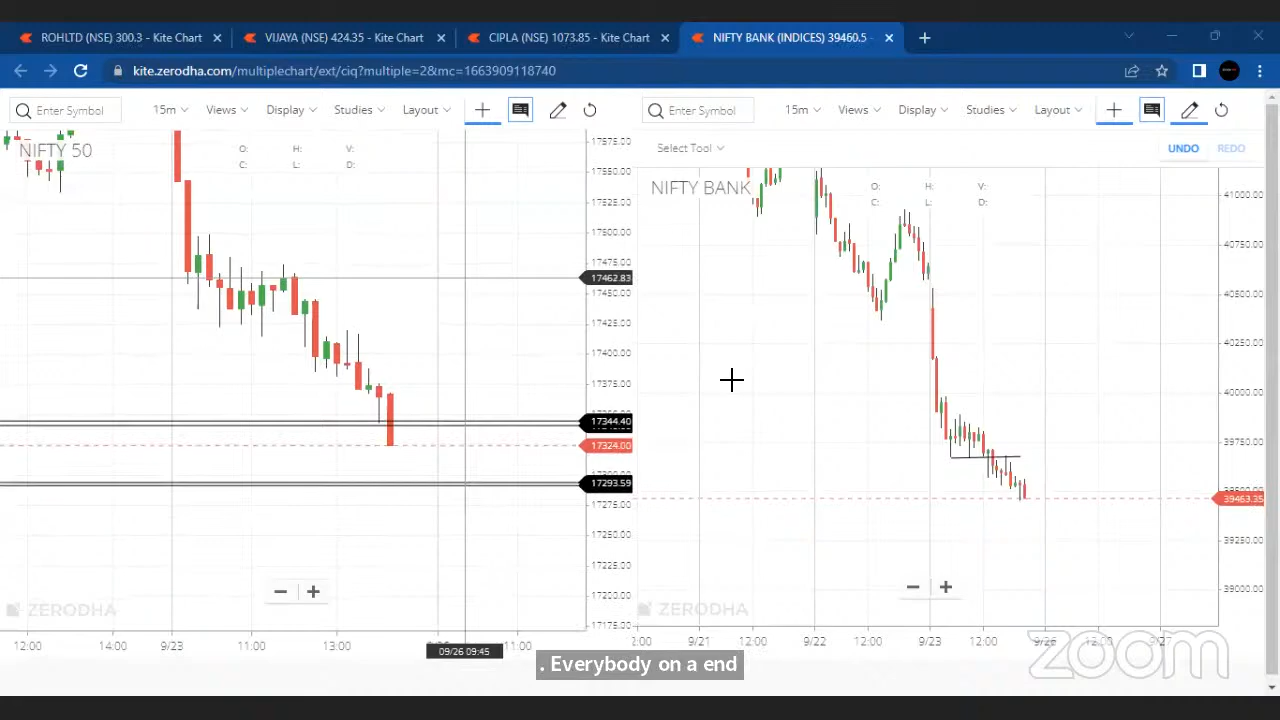 ROHLTD (NSE) 300.3 - Kite Chart
VIJAYA (NSE) 424.35 - Kite Chart
CIPLA (NSE) 1073.85 - Kite Chart
NIFTY BANK (INDICES) 39460.5 -
kite.zerodha.com/multiplechart/ext/ciq?multiple=2&mc=1663909118740
Enter Symbol 15m Views Display Studies Layout
Enter Symbol 15m Views Display Studies Layout
Select Tool UNDO REDO
NIFTY 50
O: H: V:
C: L: D:
NIFTY BANK
O: H: V:
C: L: D:
17575.00
17550.00
17525.00
17500.00
17475.00
17462.83
17450.00
17425.00
17400.00
17375.00
17344.40
17324.00
17293.59
17275.00
17250.00
17225.00
17200.00
17175.00
41000.00
40750.00
40500.00
40250.00
40000.00
39750.00
39463.35
39250.00
39000.00
ZERODHA
ZERODHA
12:00 14:00 9/23 11:00 13:00 09/26 09:45 11:00
9/21 12:00 9/22 12:00 9/23 12:00 9/26
zoom
. Everybody on a end